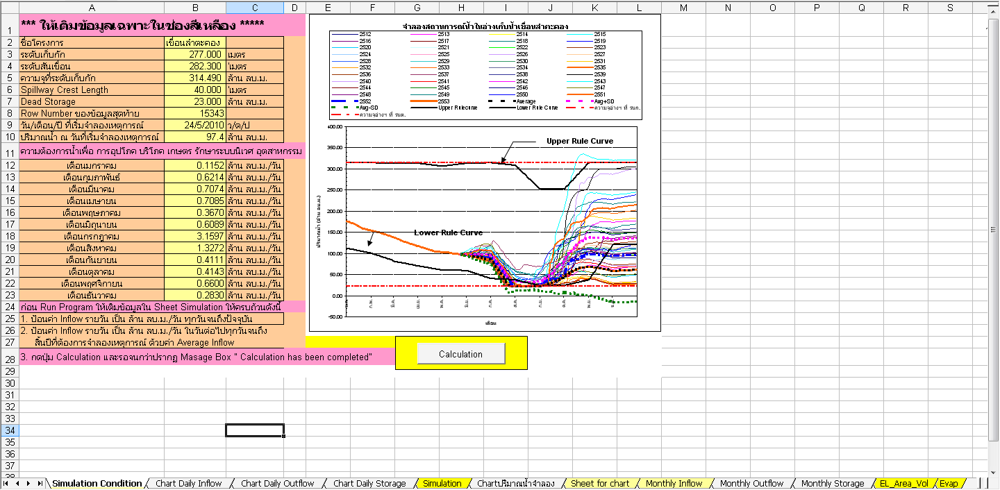 A B C D E F G H I J K L M N O P Q R S
1 *** ให้เติมข้อมูลเฉพาะในช่องสีเหลือง *****
2 ชื่อโครงการ เขื่อนลำตะคอง
3 ระดับเก็บกัก 277.000 เมตร
4 ระดับสันเขื่อน 282.300 'เมตร
5 ความจุที่ระดับเก็บกัก 314.490 ล้าน ลบ.ม.
6 Spillway Crest Length 40.000 'เมตร
7 Dead Storage 23.000 ล้าน ลบ.ม.
8 Row Number ของข้อมูลสุดท้าย 15343
9 วัน/เดือน/ปี ที่เริ่มจำลองเหตุการณ์ 24/5/2010 ว/ด/ป
10 ปริมาณน้ำ ณ วันที่เริ่มจำลองเหตุการณ์ 97.4 ล้าน ลบ.ม.
11 ความต้องการน้ำเพื่อ การอุปโภค บริโภค เกษตร รักษาระบบนิเวศ อุตสาหกรรม
12 เดือนมกราคม 0.1152 ล้าน ลบ.ม./วัน
13 เดือนกุมภาพันธ์ 0.6214 ล้าน ลบ.ม./วัน
14 เดือนมีนาคม 0.7074 ล้าน ลบ.ม./วัน
15 เดือนเมษายน 0.7085 ล้าน ลบ.ม./วัน
16 เดือนพฤษภาคม 0.3670 ล้าน ลบ.ม./วัน
17 เดือนมิถุนายน 0.6089 ล้าน ลบ.ม./วัน
18 เดือนกรกฎาคม 3.1597 ล้าน ลบ.ม./วัน
19 เดือนสิงหาคม 1.3272 ล้าน ลบ.ม./วัน
20 เดือนกันยายน 0.4111 ล้าน ลบ.ม./วัน
21 เดือนตุลาคม 0.4143 ล้าน ลบ.ม./วัน
22 เดือนพฤศจิกายน 0.6600 ล้าน ลบ.ม./วัน
23 เดือนธันวาคม 0.2830 ล้าน ลบ.ม./วัน
24 ก่อน Run Program ให้เติมข้อมูลใน Sheet Simulation ให้ครบถ้วนดังนี้
25 1. ป้อนค่า Inflow รายวัน เป็น ล้าน ลบ.ม./วัน ทุกวันจนถึงปัจจุบัน
26 2. ป้อนค่า Inflow รายวัน เป็น ล้าน ลบ.ม./วัน ในวันต่อไปทุกวันจนถึง
27 สิ้นปีที่ต้องการจำลองเหตุการณ์ ด้วยค่า Average Inflow
28 3. กดปุ่ม Calculation และรอจนกว่าปรากฏ Masage Box " Calculation has been completed"
29
30
31
32
33
34
35
36
37
จำลองสถานการณ์น้ำในอ่างเก็บน้ำเขื่อนลำตะคอง
2512 2513 2514 2515
2516 2517 2518 2519
2520 2521 2522 2523
2524 2525 2526 2527
2528 2529 2530 2531
2532 2533 2534 2535
2536 2537 2538 2539
2540 2541 2542 2543
2544 2545 2546 2547
2548 2549 2550 2551
2552 2553 Average Avg+SD
Avg-SD Upper Rulecurve Lower Rule Curve ความจุอ่างฯ ที่ รนก.
ความจุอ่างฯ ที่ รนต.
400.00
350.00
300.00
250.00
200.00
150.00
100.00
50.00
0.00
-50.00
ปริมาณน้ำ (ล้าน ลบ.ม.)
Upper Rule Curve
Lower Rule Curve
ก.พ. มี.ค. เม.ย. พ.ค. มิ.ย. ก.ค. ส.ค. ก.ย. ต.ค. พ.ย.
เดือน
Calculation
Simulation Condition Chart Daily Inflow Chart Daily Outflow Chart Daily Storage Simulation Chartปริมาณน้ำจำลอง Sheet for chart Monthly Inflow Monthly Outflow Monthly Storage EL_Area_Vol Evap